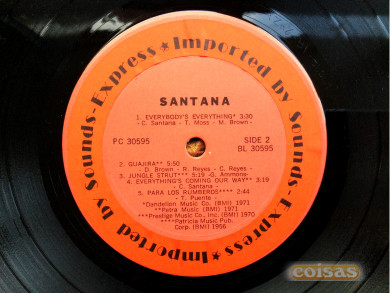 Imported by Sounds-Express ★ Imported by Sounds-Express ★
SANTANA
1. EVERYBODY'S EVERYTHING* 3:30
- C. Santana - T. Moss - M. Brown -
PC 30595
SIDE 2
BL 30595
2. GUAJIRA** 5:50
- D. Brown - R. Reyes - C. Reyes -
3. JUNGLE STRUT*** 5:19 -G. Ammons-
4. EVERYTHING'S COMING OUR WAY** 3:19
- C. Santana -
5. PARA LOS RUMBEROS**** 2:44
- T. Puente -
*Dandelion Music Co. (BMI) 1971
**Petra Music (BMI) 1971
***Prestige Music Co., Inc. (BMI) 1970
****Patricia Music Pub.
Corp. (BMI) 1956
coisas